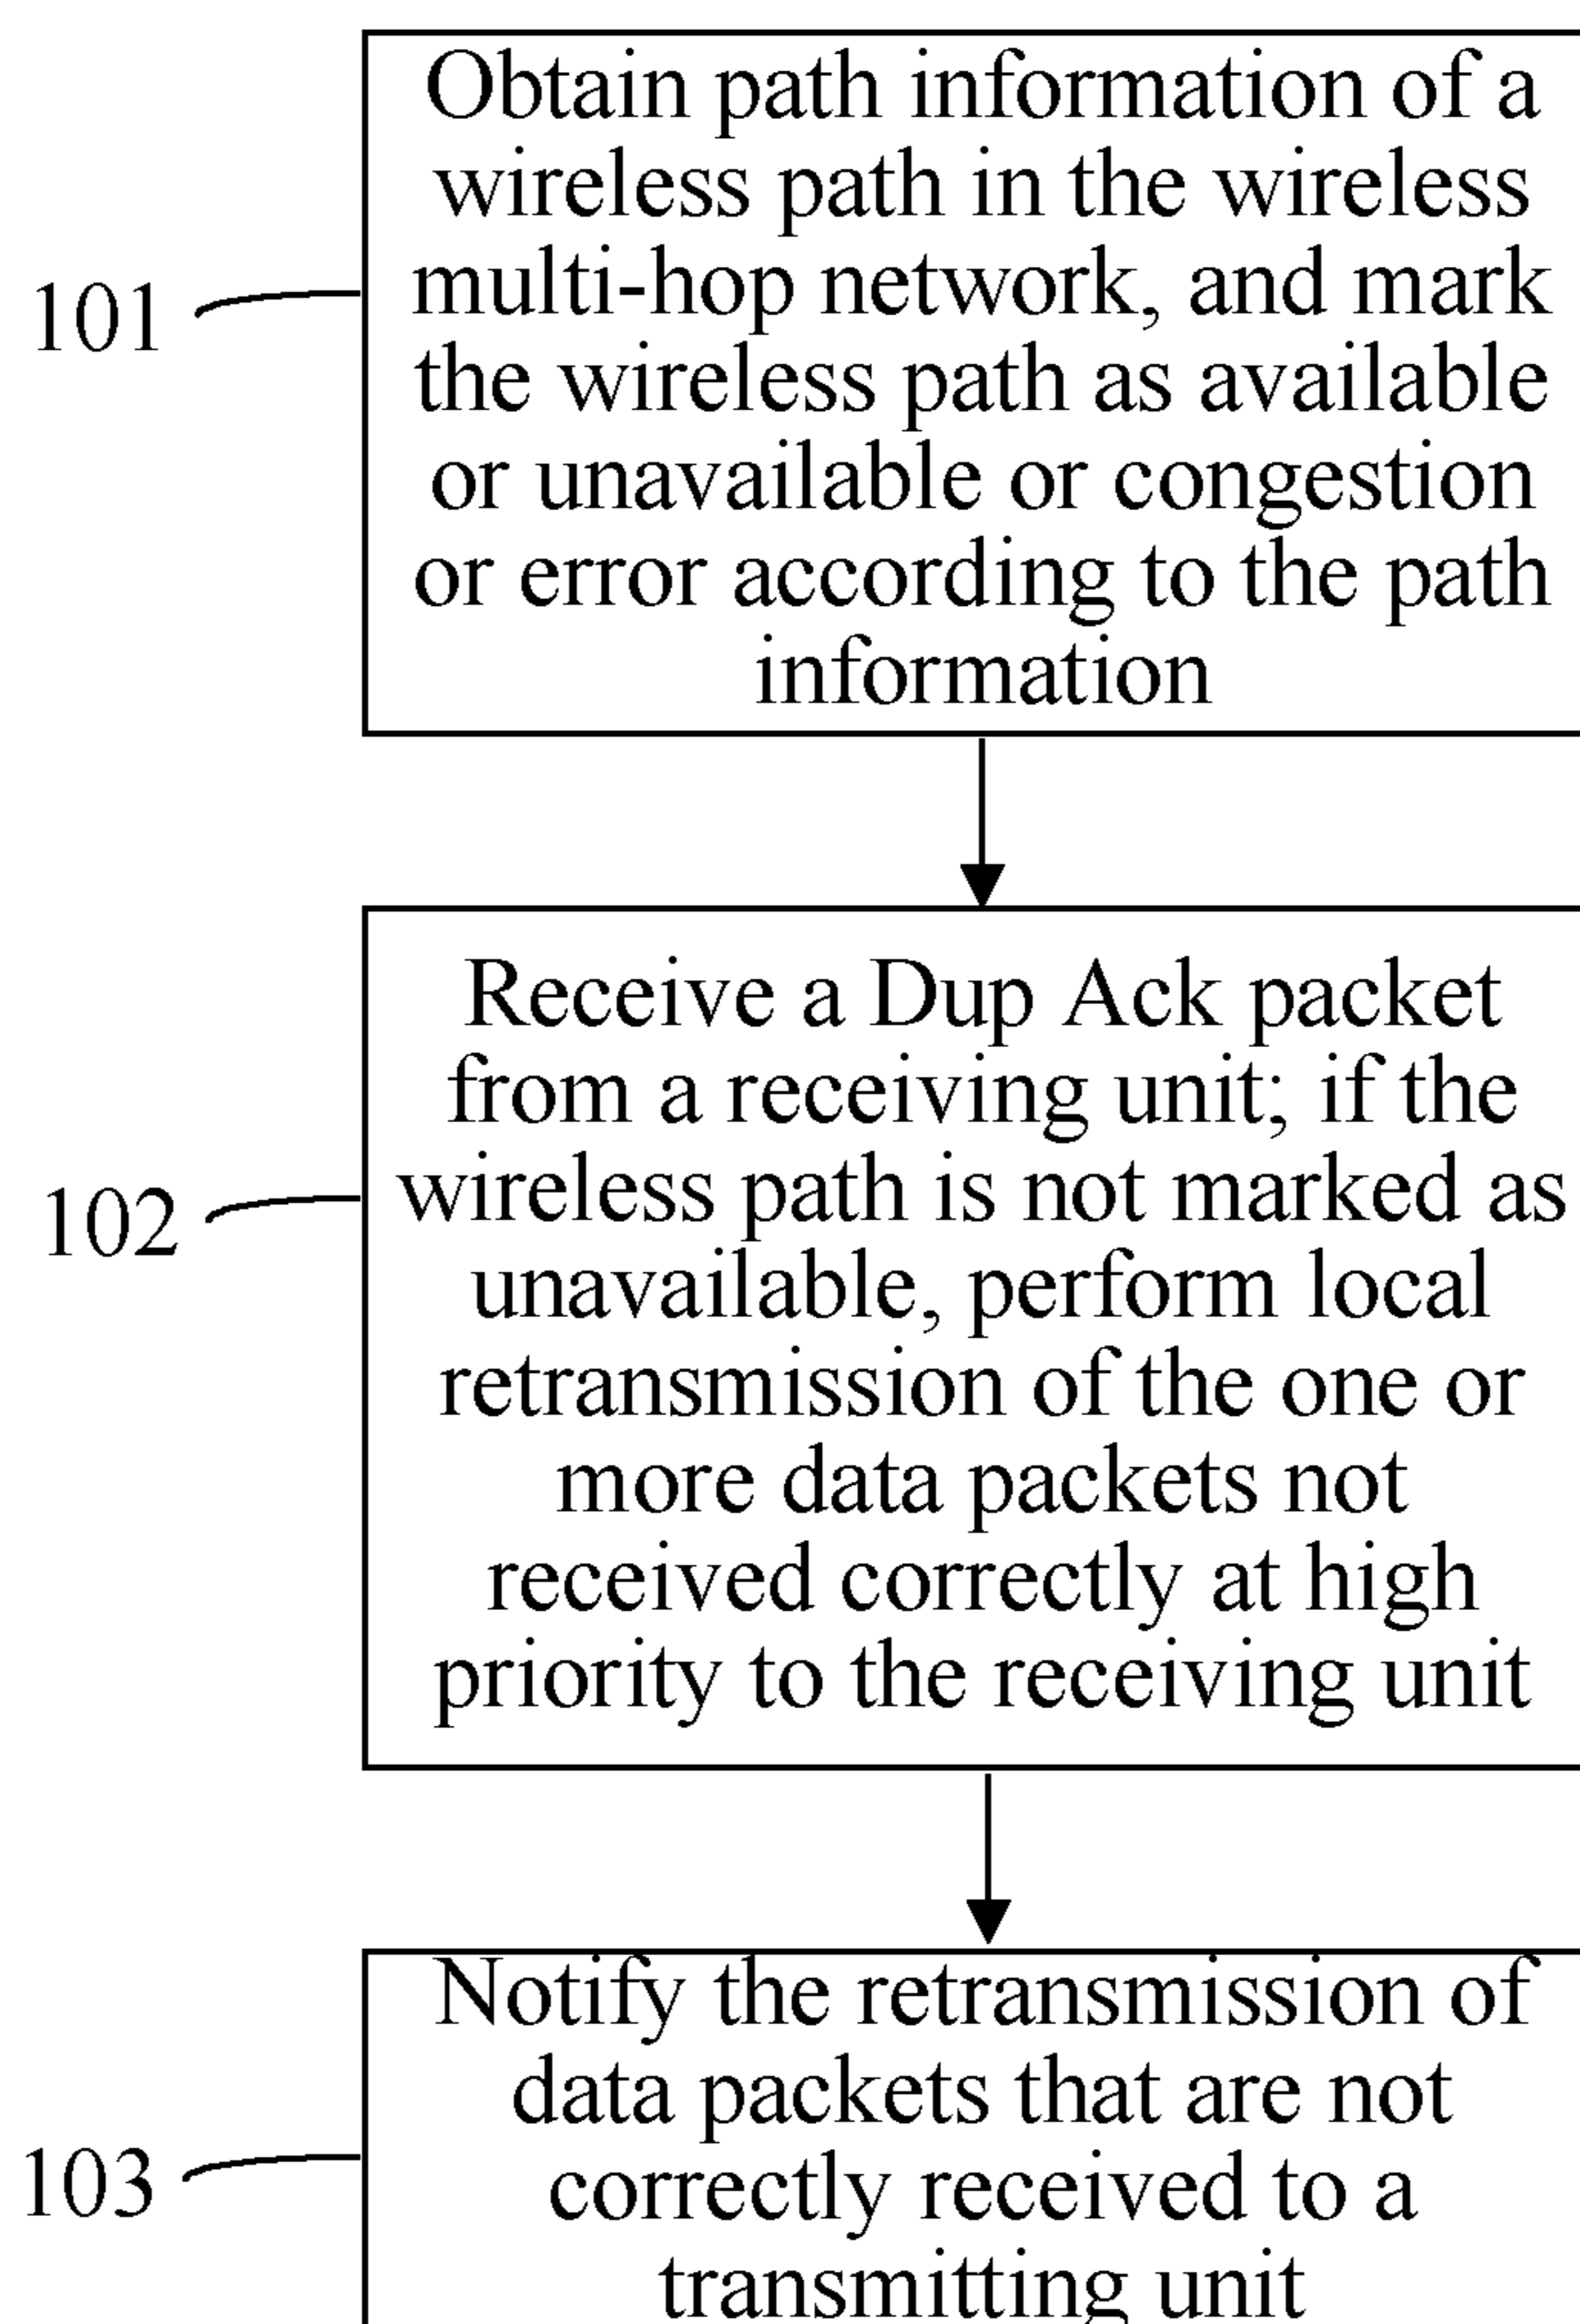 Obtain path information of a
wireless path in the wireless
multi-hop network, and mark
the wireless path as available
or unavailable or congestion
or error according to the path
information
101
Receive a Dup Ack packet
from a receiving unit; if the
wireless path is not marked as
unavailable, perform local
retransmission of the one or
more data packets not
received correctly at high
priority to the receiving unit
102
Notify the retransmission of
data packets that are not
correctly received to a
transmitting unit
103